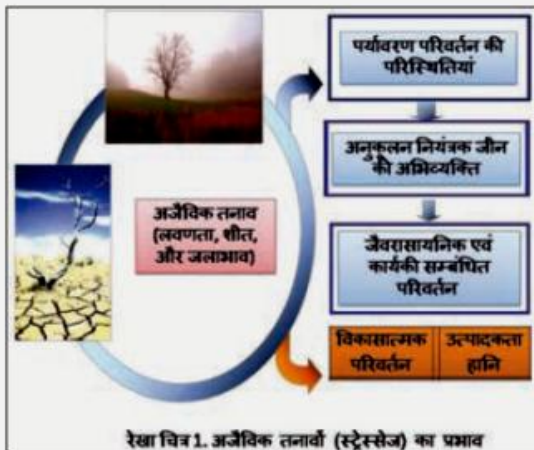 पर्यावरण परिवर्तन की
परिस्थितियां
अनुकूलन नियंत्रक जीन
की अभिव्यक्ति
अजैविक तनाव
(लवणता, शीत,
और जलाभाव)
जैवरासायनिक एवं
कार्यकी सम्बंधित
परिवर्तन
विकासात्मक
परिवर्तन
उत्पादकता
हानि
रेखा चित्र 1. अजैविक तनावों (स्ट्रेस्सेज) का प्रभाव